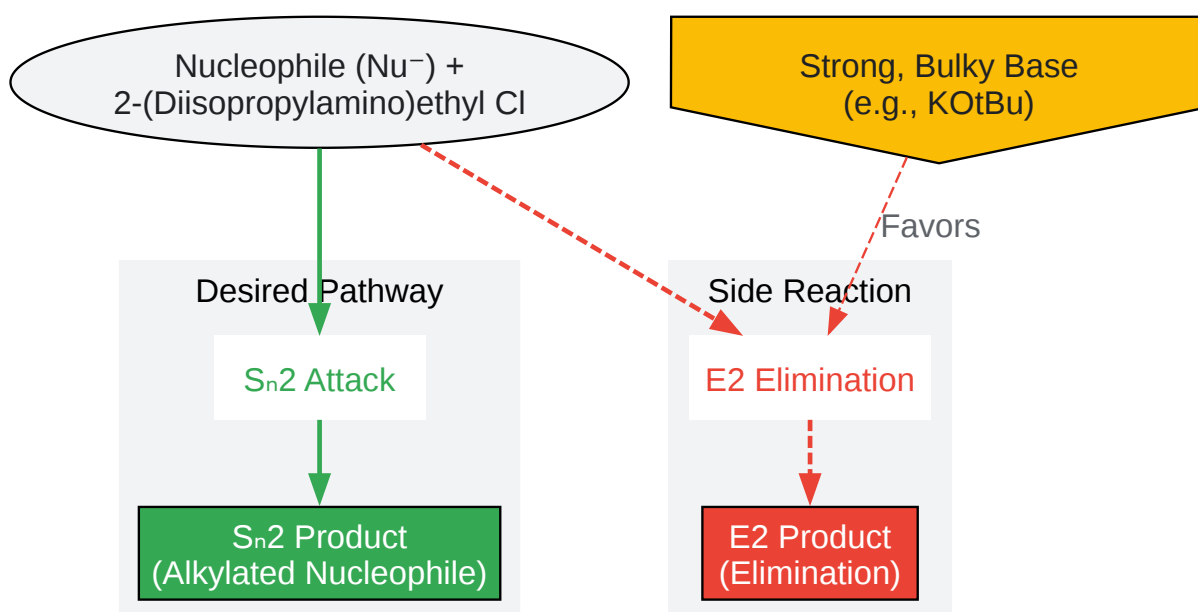 Nucleophile (Nu⁻) +
2-(Diisopropylamino)ethyl Cl
Strong, Bulky Base
(e.g., KOtBu)
Favors
Desired Pathway
Side Reaction
Sₙ2 Attack
E2 Elimination
Sₙ2 Product
(Alkylated Nucleophile)
E2 Product
(Elimination)